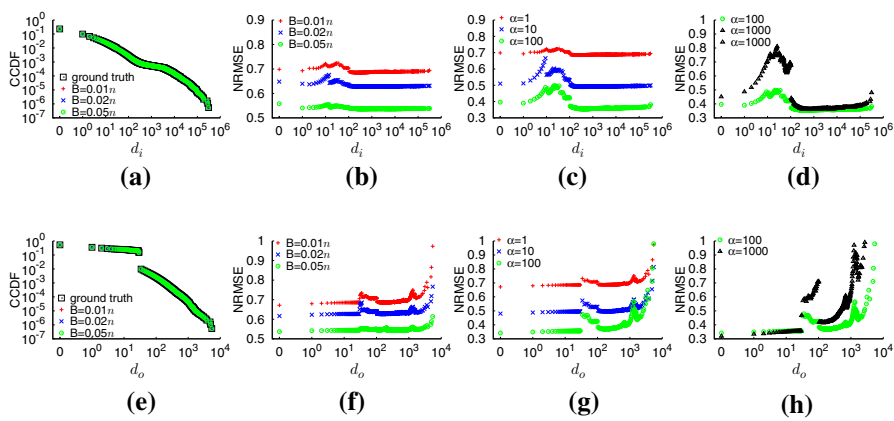 CCDF
10^0
10^-1
10^-2
10^-3
10^-4
10^-5
10^-6
10^-7
ground truth
B=0.01n
B=0.02n
B=0.05n
0 10^0 10^1 10^2 10^3 10^4 10^5 10^6
d_i
(a)
NRMSE
0.9
0.8
0.7
0.6
0.5
B=0.01n
B=0.02n
B=0.05n
0 10^0 10^1 10^2 10^3 10^4 10^5 10^6
d_i
(b)
NRMSE
0.9
0.8
0.7
0.6
0.5
0.4
0.3
α=1
α=10
α=100
0 10^0 10^1 10^2 10^3 10^4 10^5 10^6
d_i
(c)
NRMSE
1
0.9
0.8
0.7
0.6
0.5
0.4
0.3
α=100
α=1000
α=1000
0 10^0 10^1 10^2 10^3 10^4 10^5 10^6
d_i
(d)
CCDF
10^0
10^-1
10^-2
10^-3
10^-4
10^-5
10^-6
10^-7
ground truth
B=0.01n
B=0.02n
B=0.05n
0 10^0 10^1 10^2 10^3 10^4
d_o
(e)
NRMSE
1
0.9
0.8
0.7
0.6
0.5
B=0.01n
B=0.02n
B=0.05n
0 10^0 10^1 10^2 10^3 10^4
d_o
(f)
NRMSE
1
0.9
0.8
0.7
0.6
0.5
0.4
0.3
α=1
α=10
α=100
0 10^0 10^1 10^2 10^3 10^4
d_o
(g)
NRMSE
1
0.9
0.8
0.7
0.6
0.5
0.4
0.3
α=100
α=1000
0 10^0 10^1 10^2 10^3 10^4
d_o
(h)